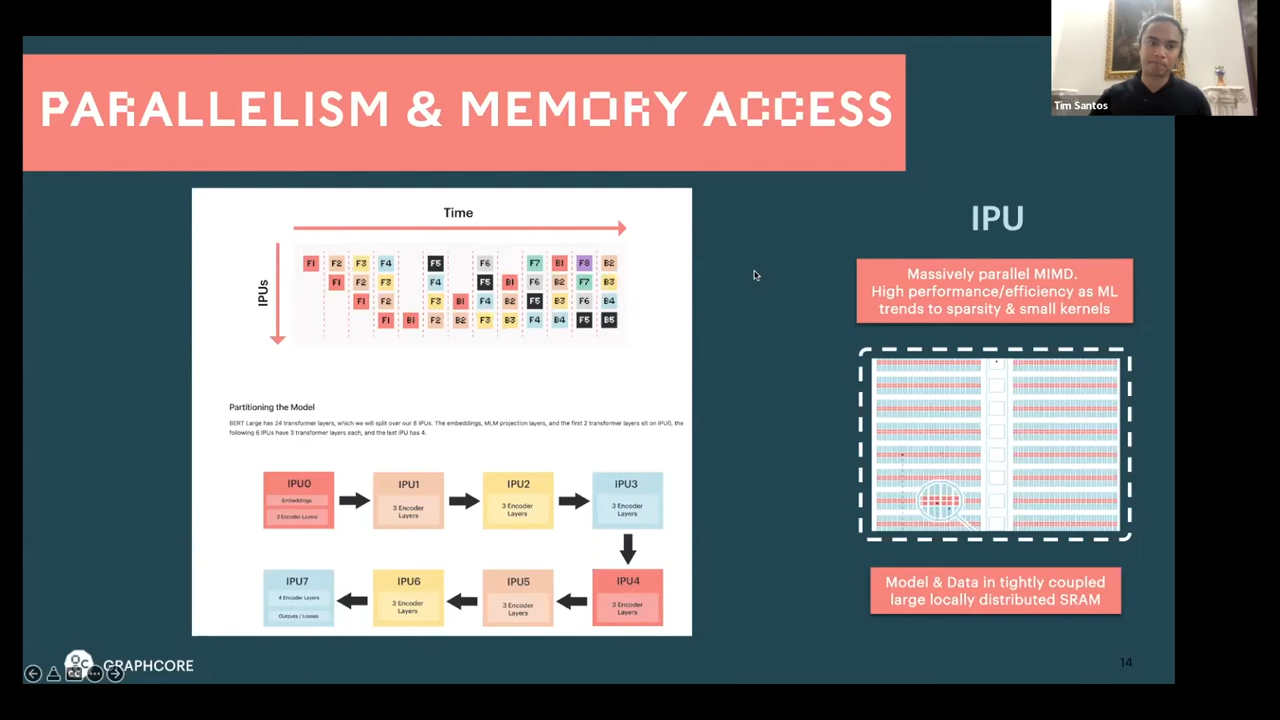 Tim Santos
PARALLELISM & MEMORY ACCESS
Time
IPUs
F1 F2 F3 F4 F5 F6 F7 B1 F8 B2
F1 F2 F3 F4 F5 B1 F6 B2 F7 B3
F1 F2 F3 B1 F4 B2 F5 B3 F6 B4
F1 B1 F2 B2 F3 B3 F4 B4 F5 B5
Partitioning the Model
BERT Large has 24 transformer layers, which we will split over our 8 IPUs. The embeddings, MLM projection layers, and the first 2 transformer layers sit on IPU0, the
following 6 IPUs have 3 transformer layers each, and the last IPU has 4.
IPU0
Embeddings
2 Encoder Layers
IPU1
3 Encoder
Layers
IPU2
3 Encoder
Layers
IPU3
3 Encoder
Layers
IPU7
4 Encoder Layers
Outputs / Losses
IPU6
3 Encoder
Layers
IPU5
3 Encoder
Layers
IPU4
3 Encoder
Layers
IPU
Massively parallel MIMD.
High performance/efficiency as ML
trends to sparsity & small kernels
Model & Data in tightly coupled
large locally distributed SRAM
GRAPHCORE
14